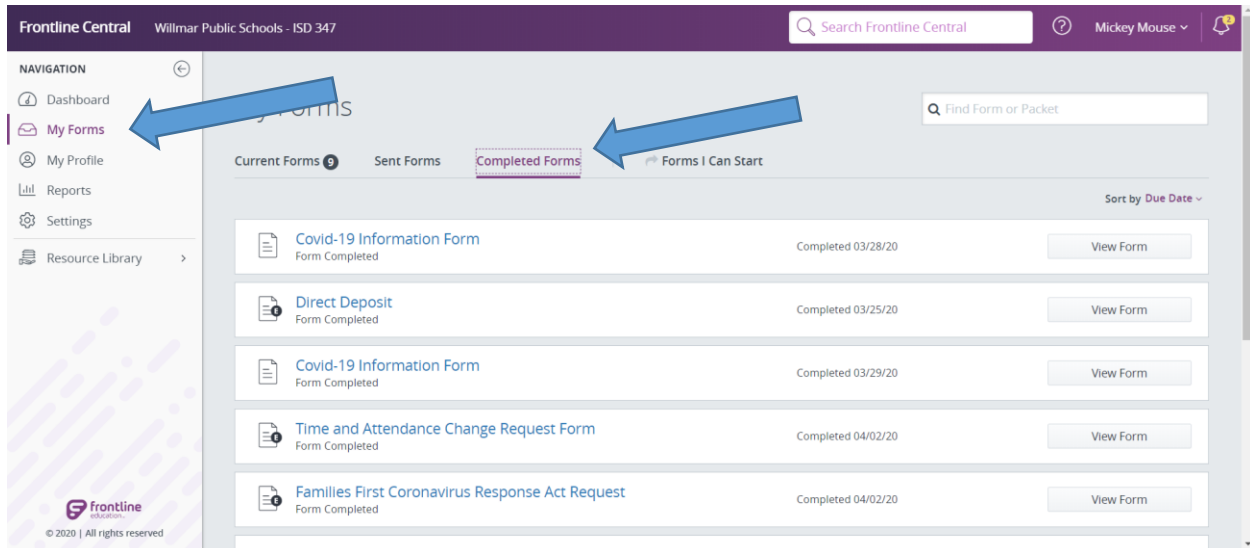 Frontline Central Willmar Public Schools - ISD 347 Search Frontline Central Mickey Mouse 2
NAVIGATION
Dashboard
My Forms
My Profile
Reports
Settings
Resource Library
Forms
Find Form or Packet
Current Forms 9 Sent Forms Completed Forms Forms I Can Start
Sort by Due Date
Covid-19 Information Form
Form Completed
Completed 03/28/20
View Form
Direct Deposit
Form Completed
Completed 03/25/20
View Form
Covid-19 Information Form
Form Completed
Completed 03/29/20
View Form
Time and Attendance Change Request Form
Form Completed
Completed 04/02/20
View Form
Families First Coronavirus Response Act Request
Form Completed
Completed 04/02/20
View Form
frontline
education
© 2020 | All rights reserved